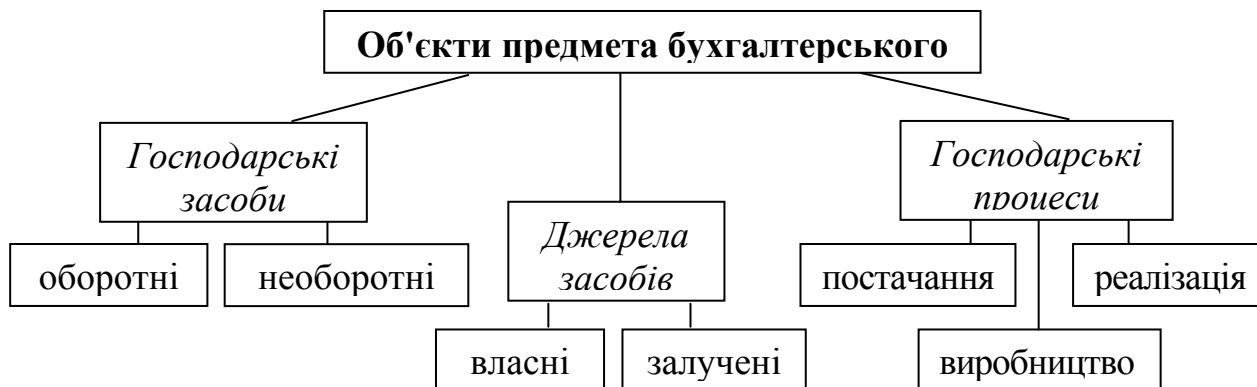 Об'єкти предмета бухгалтерського
Господарські
засоби
Господарські
процеси
Джерела
засобів
оборотні
необоротні
постачання
реалізація
власні
залучені
виробництво